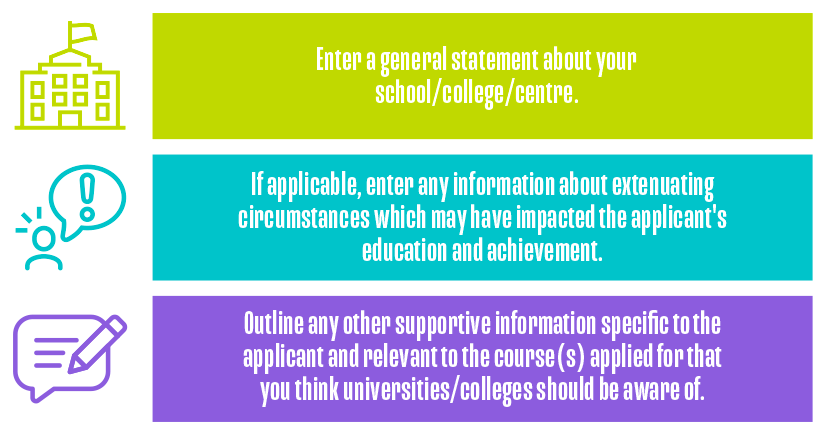 Enter a general statement about your
school/college/centre.
If applicable, enter any information about extenuating
circumstances which may have impacted the applicant's
education and achievement.
Outline any other supportive information specific to the
applicant and relevant to the course(s) applied for that
you think universities/colleges should be aware of.